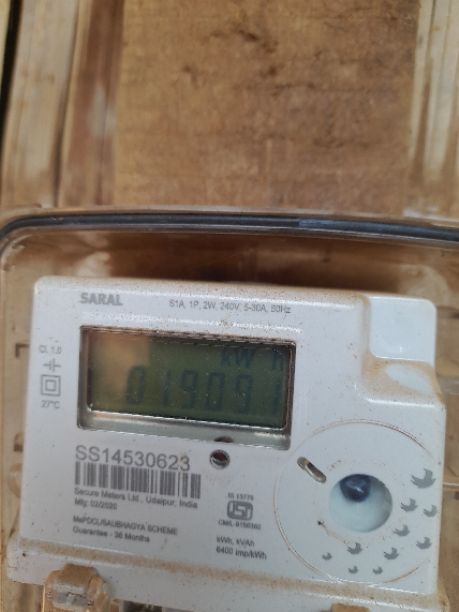 SARAL
S1A, 1P, 2W, 240V, 5-30A, 50Hz
Cl. 1.0
27°C
kW h
019091
SS14530623
Secure Meters Ltd., Udaipur, India
Mfg: 02/2020
MePDCL/SAUBHAGYA SCHEME
Guarantee - 36 Months
IS 13779
kWh, kVAh
6400 imp/kWh